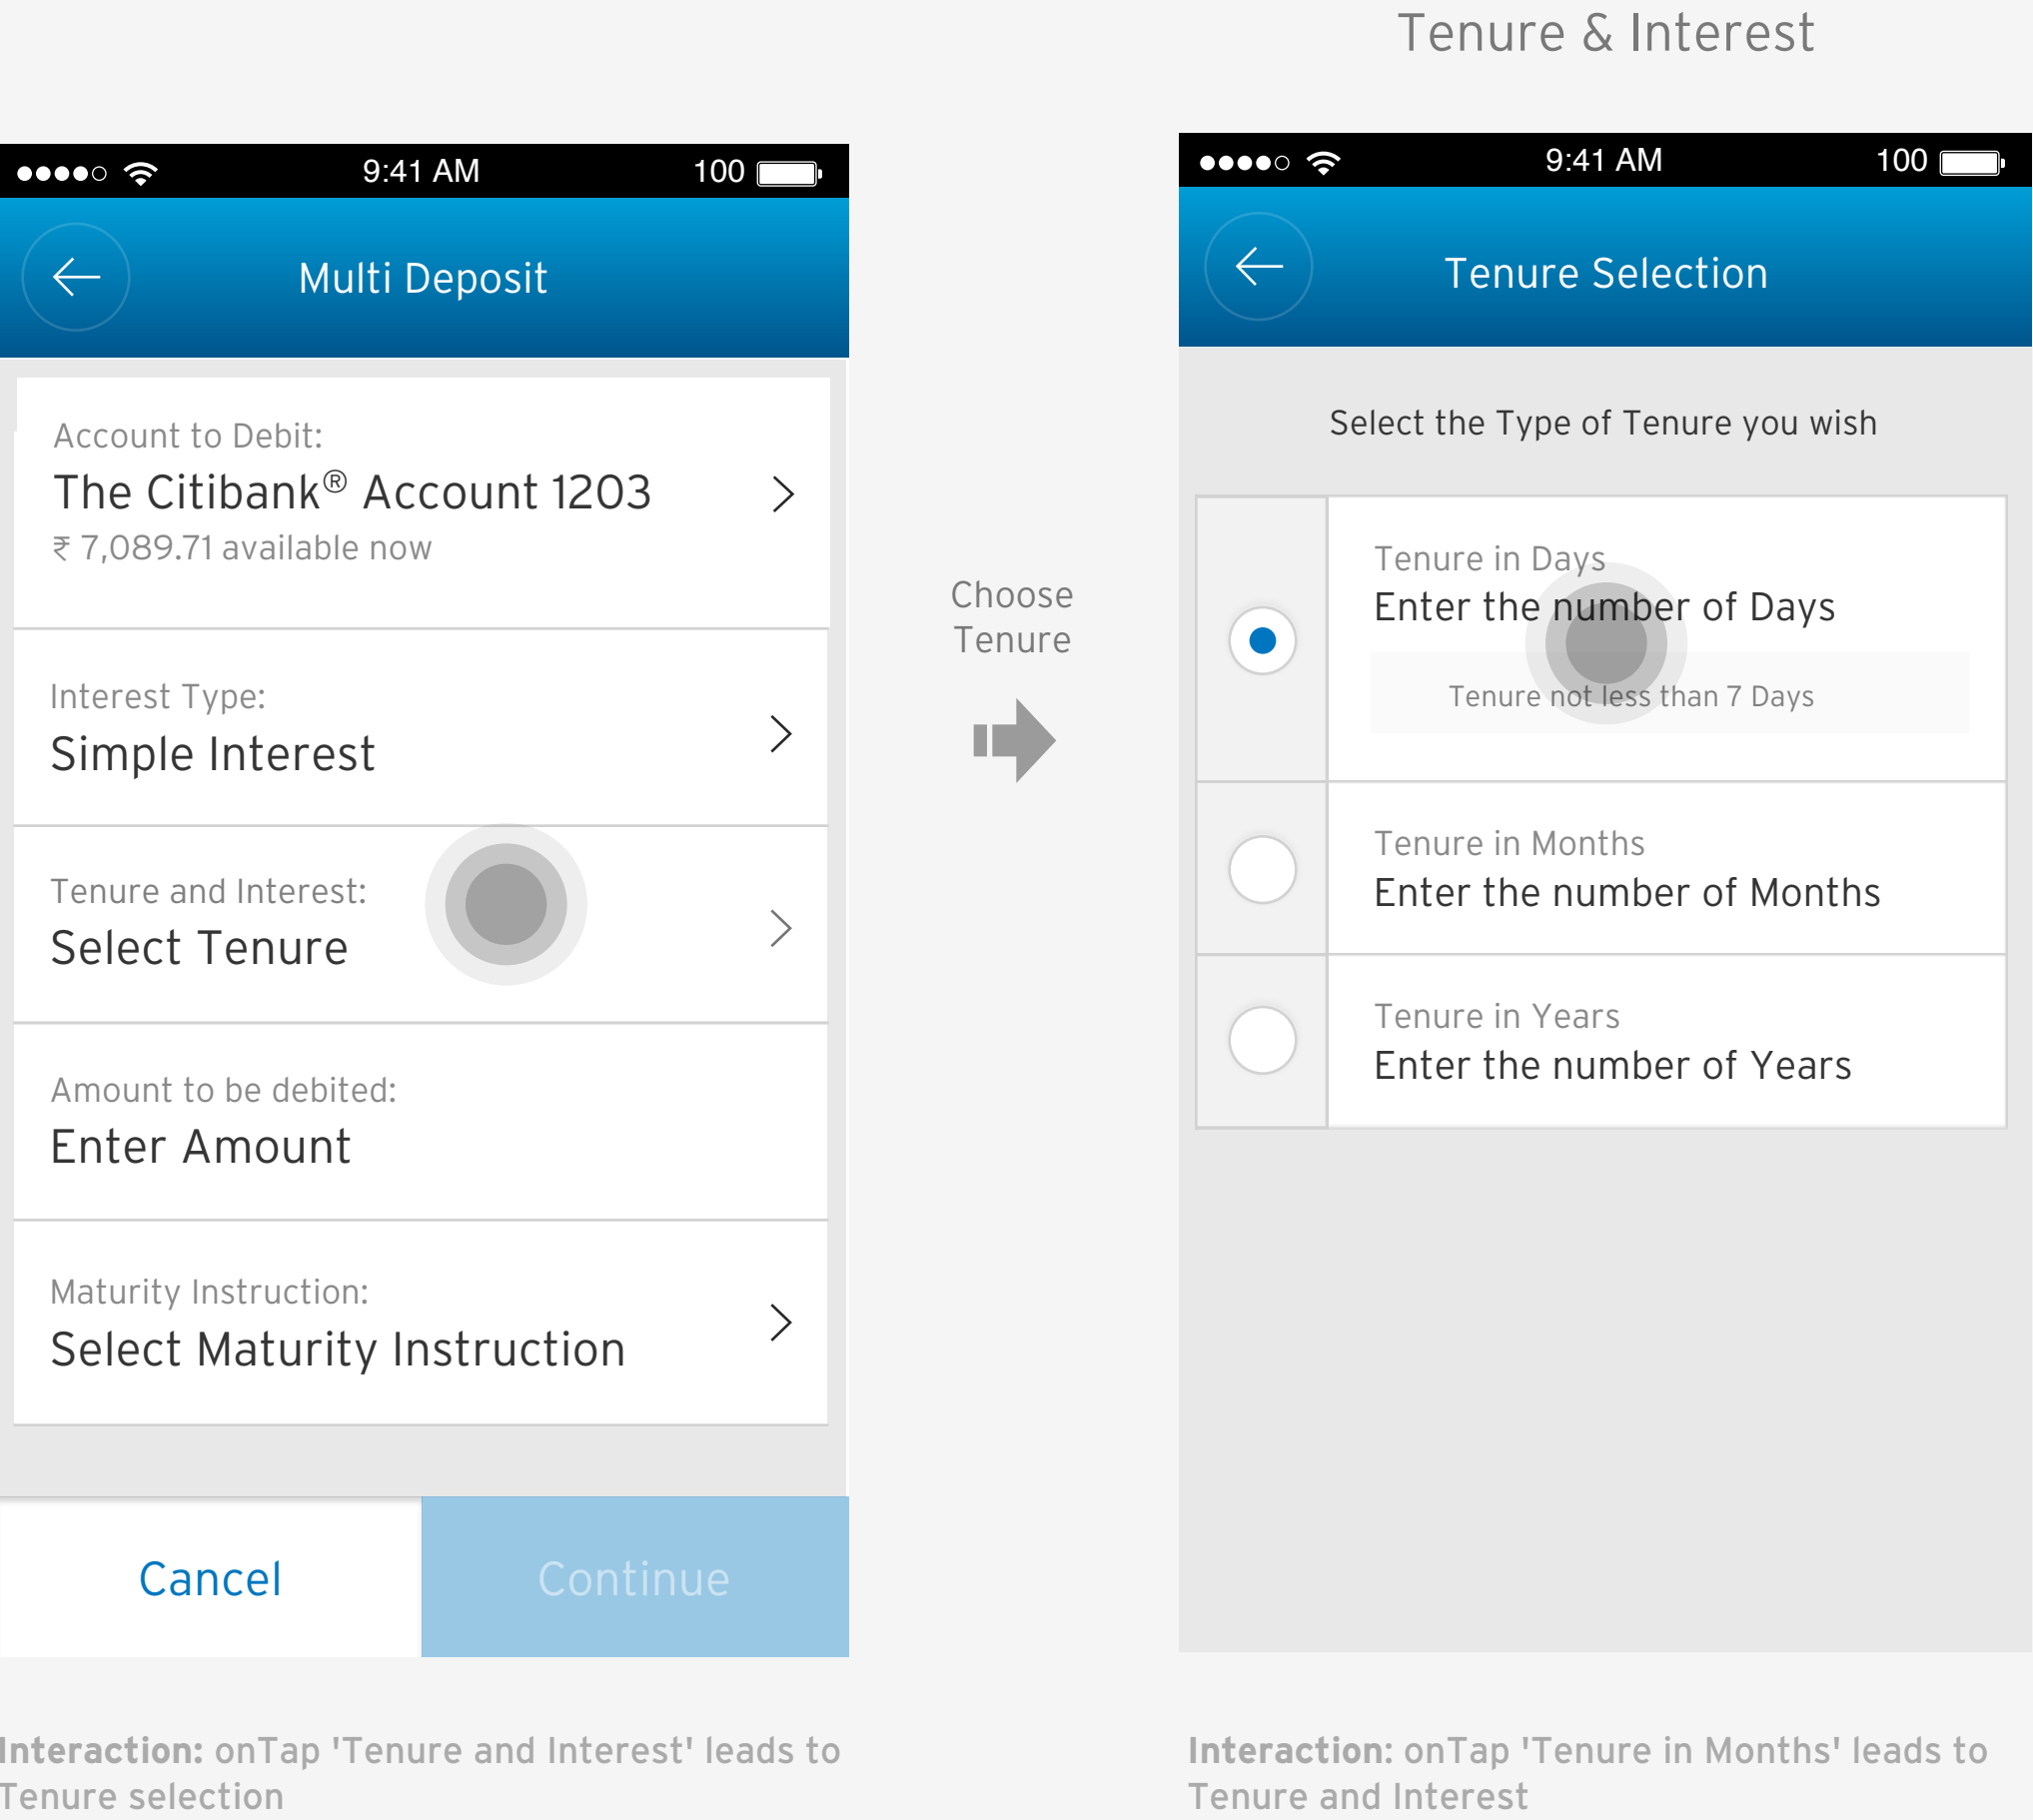 Tenure & Interest
9:41 AM
100
Multi Deposit
Account to Debit:
The Citibank® Account 1203
₹ 7,089.71 available now
Interest Type:
Simple Interest
Tenure and Interest:
Select Tenure
Amount to be debited:
Enter Amount
Maturity Instruction:
Select Maturity Instruction
Cancel
Continue
Interaction: onTap 'Tenure and Interest' leads to
Tenure selection
Choose
Tenure
9:41 AM
100
Tenure Selection
Select the Type of Tenure you wish
Tenure in Days
Enter the number of Days
Tenure not less than 7 Days
Tenure in Months
Enter the number of Months
Tenure in Years
Enter the number of Years
Interaction: onTap 'Tenure in Months' leads to
Tenure and Interest